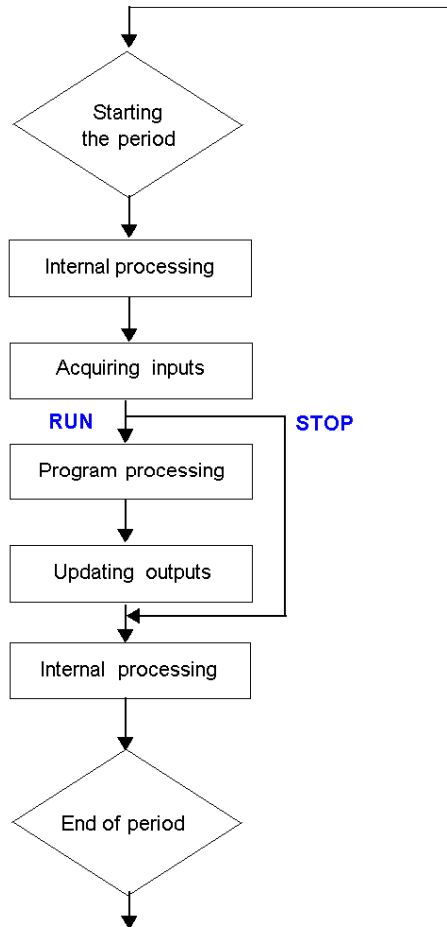 Starting
the period
Internal processing
Acquiring inputs
RUN
STOP
Program processing
Updating outputs
Internal processing
End of period